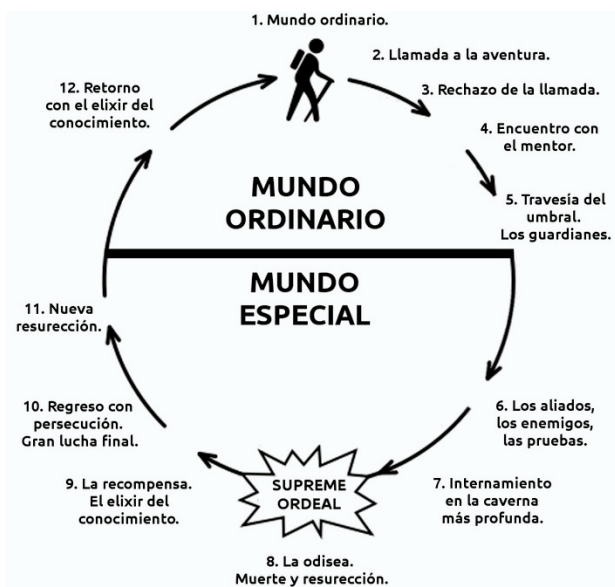 1. Mundo ordinario.
2. Llamada a la aventura.
3. Rechazo de la llamada.
4. Encuentro con
el mentor.
5. Travesía del
umbral.
Los guardianes.
MUNDO
ORDINARIO
MUNDO
ESPECIAL
6. Los aliados,
los enemigos,
las pruebas.
7. Internamiento
en la caverna
más profunda.
SUPREME
ORDEAL
8. La odisea.
Muerte y resurección.
9. La recompensa.
El elixir del
conocimiento.
10. Regreso con
persecución.
Gran lucha final.
11. Nueva
resurección.
12. Retorno
con el elixir del
conocimiento.